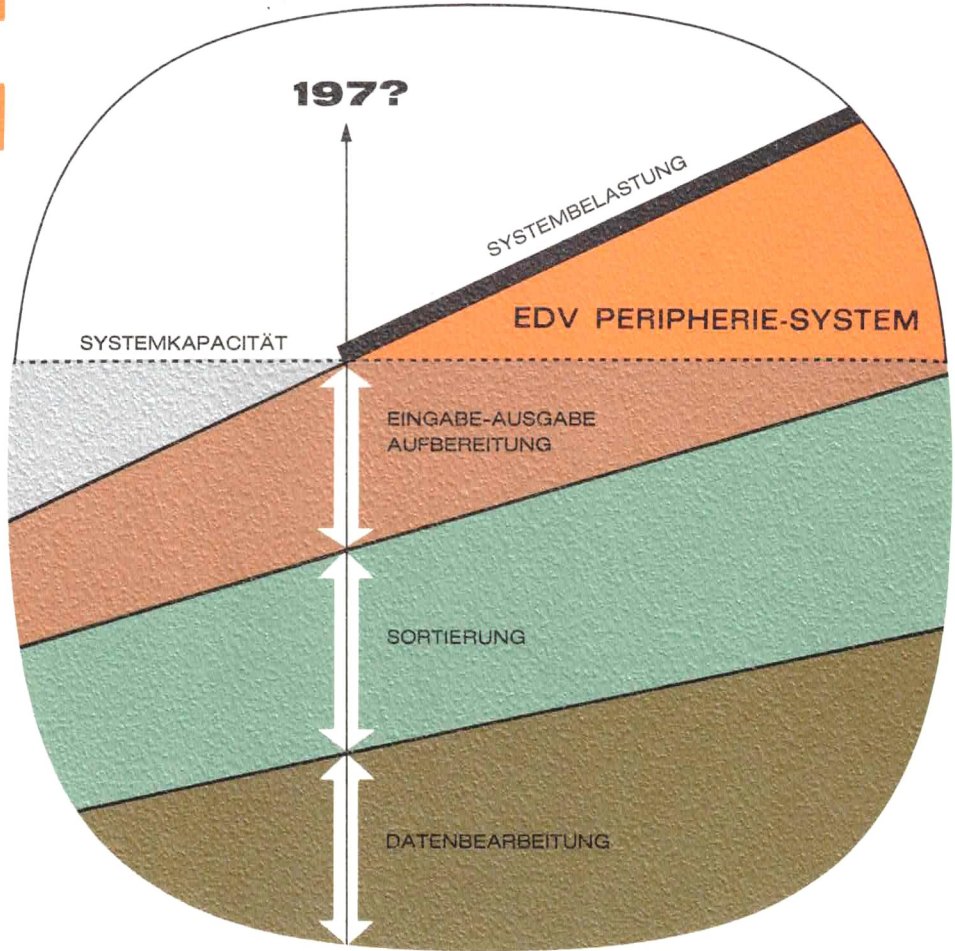 197?
SYSTEMBELASTUNG
EDV PERIPHERIE-SYSTEM
SYSTEMKAPACITÄT
EINGABE-AUSGABE
AUFBEREITUNG
SORTIERUNG
DATENBEARBEITUNG